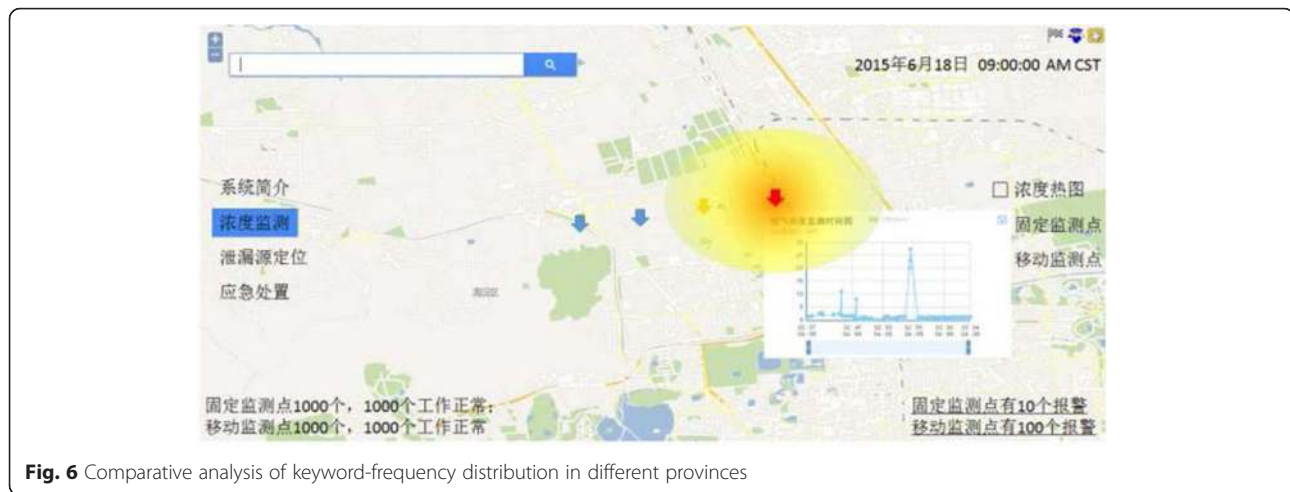 2015年6月18日 09:00:00 AM CST
系统简介
浓度热图
浓度监测
固定监测点
泄漏源定位
移动监测点
应急处置
海淀区
固定监测点1000个，1000个工作正常；
移动监测点1000个，1000个工作正常
固定监测点有10个报警
移动监测点有100个报警
Fig. 6 Comparative analysis of keyword-frequency distribution in different provinces